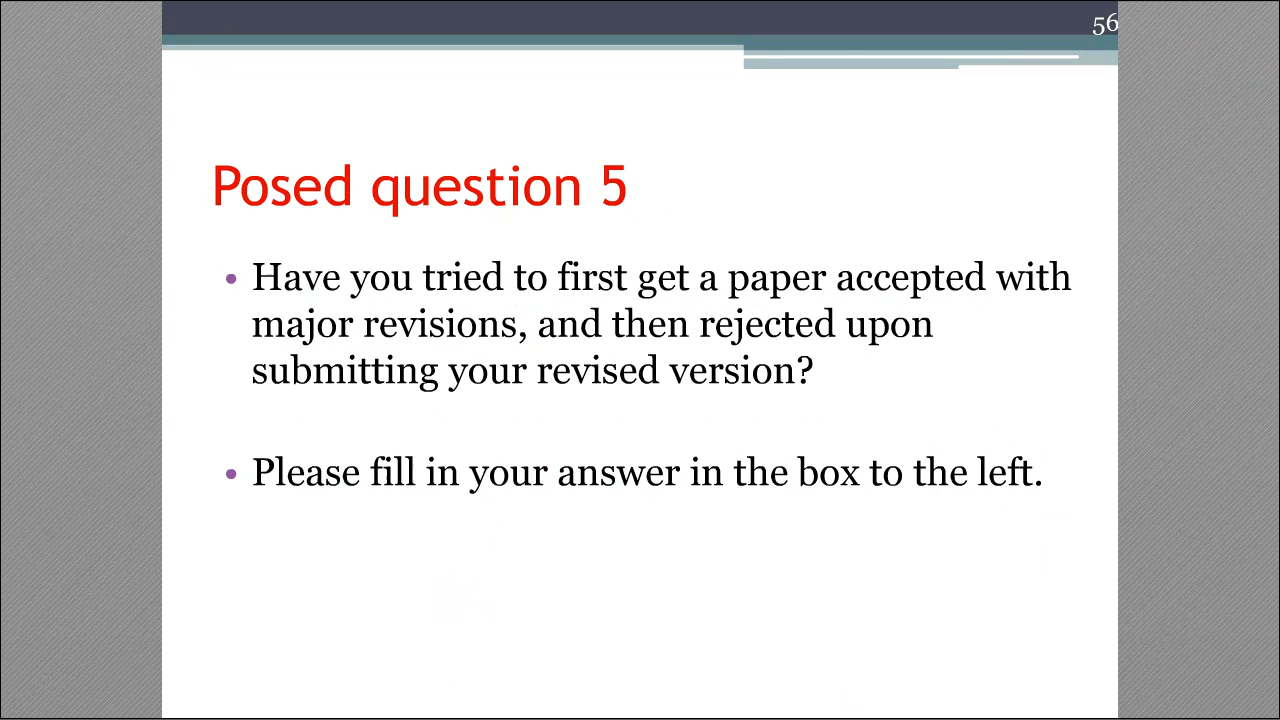 56
Posed question 5
• Have you tried to first get a paper accepted with
major revisions, and then rejected upon
submitting your revised version?
• Please fill in your answer in the box to the left.